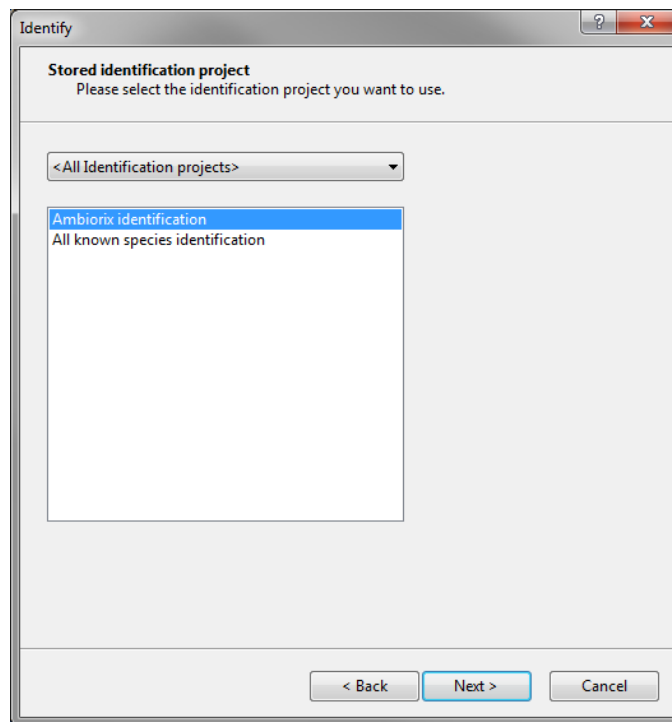 Identify
?
X
Stored identification project
Please select the identification project you want to use.
<All Identification projects>
Ambiorix identification
All known species identification
< Back Next > Cancel